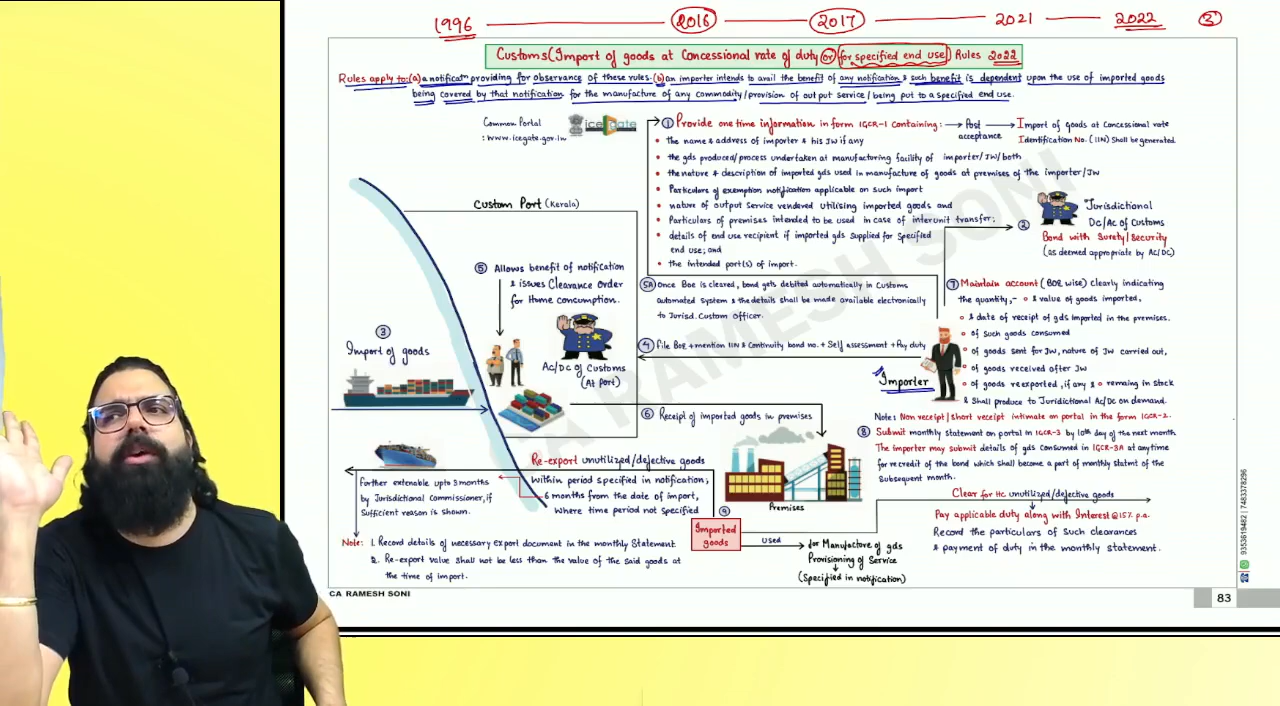 1996 2016 2017 2021 2022 3
Customs (Import of goods at Concessional rate of duty or for specified end use) Rules 2022
Rules apply to: (a) a notificatn providing for observance of these rules. (b) an importer intends to avail the benefit of any notification & such benefit is dependent upon the use of imported goods
being covered by that notification for the manufacture of any commodity/provision of output service/being put to a specified end use.
Common Portal
: www.icegate.gov.in
icegate
① Provide one time information in form IGCR-1 containing:
Post
acceptance
Import of Goods at Concessional rate
Identification No. (IIN) Shall be generated
• the name & address of importer & his JW if any
• the gds produced/process undertaken at manufacturing facility of importer/JW/both
• the nature & description of imported gds used in manufacture of goods at premises of the importer/JW
• Particulars of exemption notification applicable on such import
• nature of output Service rendered utilising imported goods and
• Particulars of premises intended to be used in case of interunit transfer;
• details of end use recipient if imported gds Supplied for Specified
end use; and
• the intended port(s) of import.
② Jurisdictional
Dc/Ac of Customs
Bond with Surety/Security
(as deemed appropriate by AC/DC)
Custom Port (Kerala)
③
Import of goods
⑤ Allows benefit of notification
& issues Clearance Order
for Home consumption.
Ac/DC of Customs
(At Port)
5A Once BOE is cleared, bond gets debited automatically in Customs
automated System & the details shall be made available electronically
to Jurisd. Custom Officer.
④ File BOE + mention IIN & Continuity bond no. + Self assessment + Pay duty
Importer
⑥ Receipt of imported goods in premises
Premises
⑦ Maintain account (BOE wise) clearly indicating
the quantity,- ∘ & value of goods imported,
∘ & date of receipt of gds imported in the premises.
∘ of such goods consumed
∘ of goods sent for JW, nature of JW carried out,
∘ of goods received after JW
∘ of goods reexported, if any & ∘ remaing in stock
& Shall produce to Jurisdictional Ac/DC on demand.
Note: Non receipt/short receipt intimate on portal in the form IGCR-2.
⑧ Submit monthly statement on portal in IGCR-3 by 10th day of the next month
The importer may submit details of gds consumed in IGCR-3A at anytime
for recredit of the bond which shall become a part of monthly statmt of the
Subsequent month.
Re-export unutilized/defective goods
within period specified in notification;
6 months from the date of import,
where time period not specified
Further extenable upto 3 months
by Jurisdictional Commissioner, if
Sufficient reason is shown.
Note: 1. Record details of necessary export document in the monthly Statement
2. Re-export value shall not be less than the value of the said goods at
the time of import.
⑨
Imported
goods
used
for Manufacture of gds
Provisioning of Service
(Specified in notification)
Clear for HC unutilized/defective goods
Pay applicable duty along with Interest @ 15% p.a.
Record the particulars of Such clearances
& payment of duty in the monthly statement.
CA RAMESH SONI
CA RAMESH SONI
83
9353619482 | 7483378296